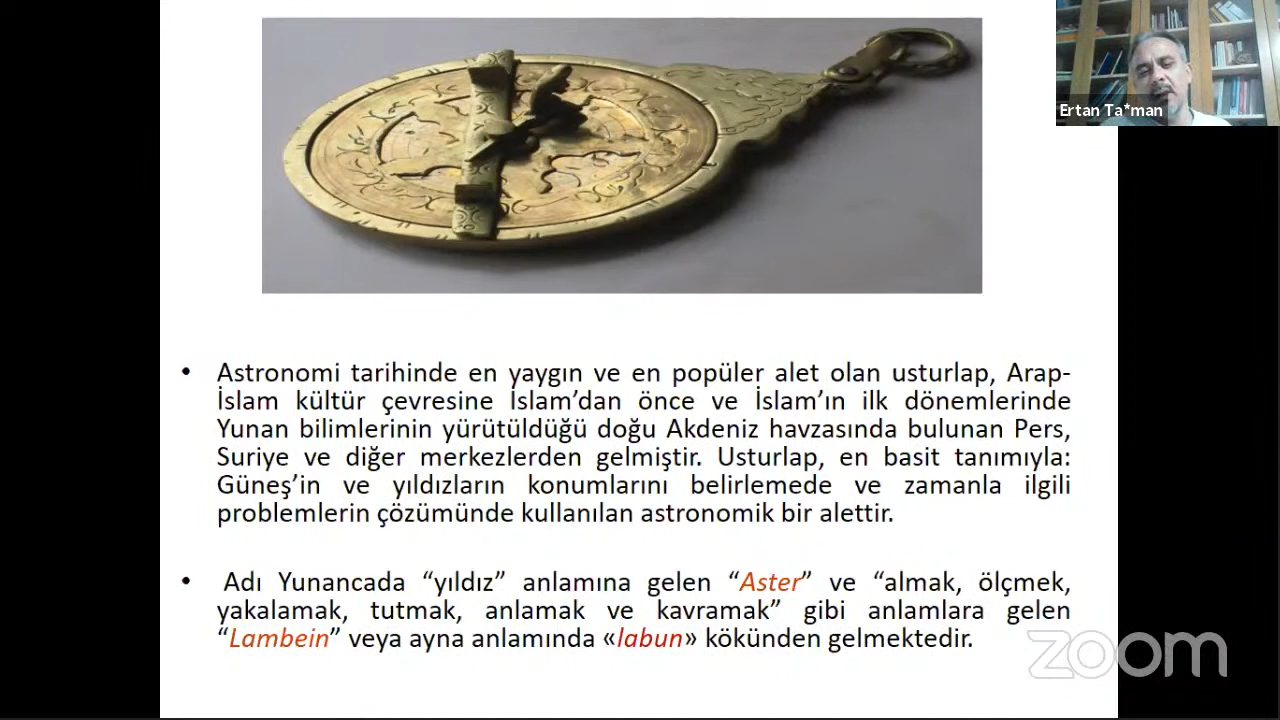 Ertan Ta*man
• Astronomi tarihinde en yaygın ve en popüler alet olan usturlap, Arap-
İslam kültür çevresine İslam’dan önce ve İslam’ın ilk dönemlerinde
Yunan bilimlerinin yürütüldüğü doğu Akdeniz havzasında bulunan Pers,
Suriye ve diğer merkezlerden gelmiştir. Usturlap, en basit tanımıyla:
Güneş’in ve yıldızların konumlarını belirlemede ve zamanla ilgili
problemlerin çözümünde kullanılan astronomik bir alettir.
• Adı Yunancada “yıldız” anlamına gelen “Aster” ve “almak, ölçmek,
yakalamak, tutmak, anlamak ve kavramak” gibi anlamlara gelen
“Lambein” veya ayna anlamında «labun» kökünden gelmektedir.
zoom